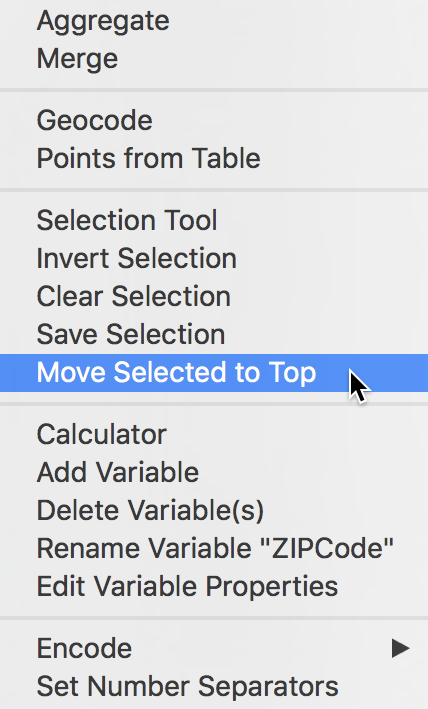 Aggregate
Merge
Geocode
Points from Table
Selection Tool
Invert Selection
Clear Selection
Save Selection
Move Selected to Top
Calculator
Add Variable
Delete Variable(s)
Rename Variable "ZIPCode"
Edit Variable Properties
Encode
Set Number Separators